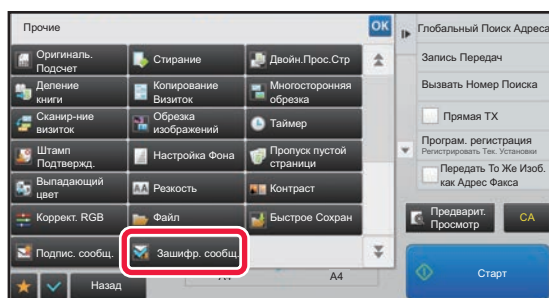 Прочие
OK
Оригиналь. Подсчет
Стирание
Двойн.Прос.Стр
Деление книги
Копирование Визиток
Многосторонняя обрезка
Сканир-ние визиток
Обрезка изображений
Таймер
Штамп Подтвержд.
Настройка Фона
Пропуск пустой страници
Выпадающий цвет
AA Резкость
Контраст
Коррект. RGB
Файл
Быстрое Сохран
Подпис. сообщ.
Зашифр. сообщ.
Назад
A4
Глобальный Поиск Адреса
Запись Передач
Вызвать Номер Поиска
Прямая TX
Програм. регистрация
Регистрировать Тек. Установки
Передать То Же Изоб.
как Адрес Факса
Предварит.
Просмотр
CA
Старт